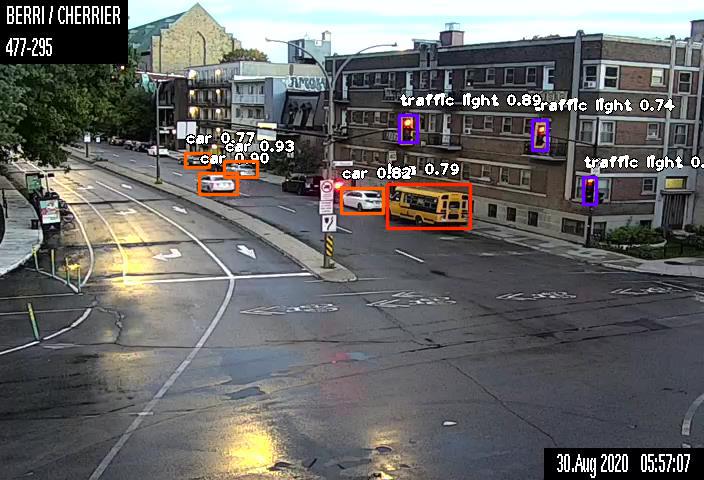 BERRI / CHERRIER
477-295
traffic light 0.89
traffic light 0.74
car 0.77
car 0.93
car 0.90
traffic light 0.
car 0.82
0.79
30.Aug 2020 05:57:07